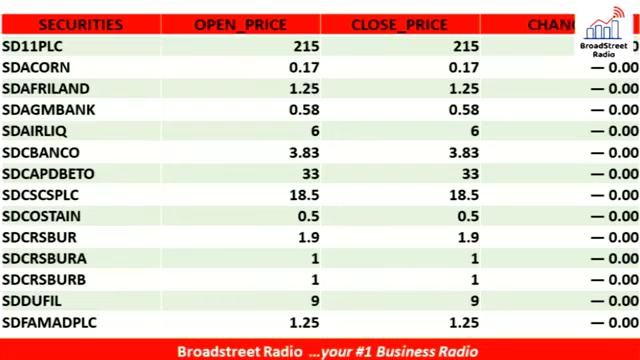 SECURITIES OPEN_PRICE CLOSE_PRICE CHAN
BroadStreet
Radio
SD11PLC 215 215
SDACORN 0.17 0.17 — 0.00
SDAFRILAND 1.25 1.25 — 0.00
SDAGMBANK 0.58 0.58 — 0.00
SDAIRLIQ 6 6 — 0.00
SDCBANCO 3.83 3.83 — 0.00
SDCAPDBETO 33 33 — 0.00
SDCSCSPLC 18.5 18.5 — 0.00
SDCOSTAIN 0.5 0.5 — 0.00
SDCRSBUR 1.9 1.9 — 0.00
SDCRSBURA 1 1 — 0.00
SDCRSBURB 1 1 — 0.00
SDDUFIL 9 9 — 0.00
SDFAMADPLC 1.25 1.25 — 0.00
Broadstreet Radio ...your #1 Business Radio